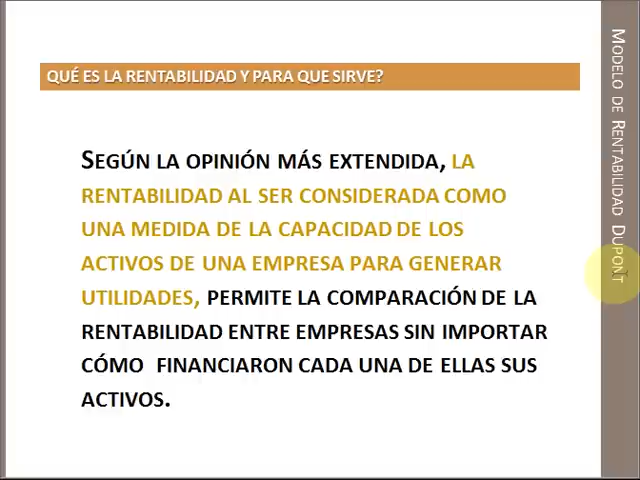 QUÉ ES LA RENTABILIDAD Y PARA QUE SIRVE?
SEGÚN LA OPINIÓN MÁS EXTENDIDA, LA
RENTABILIDAD AL SER CONSIDERADA COMO
UNA MEDIDA DE LA CAPACIDAD DE LOS
ACTIVOS DE UNA EMPRESA PARA GENERAR
UTILIDADES, PERMITE LA COMPARACIÓN DE LA
RENTABILIDAD ENTRE EMPRESAS SIN IMPORTAR
CÓMO FINANCIARON CADA UNA DE ELLAS SUS
ACTIVOS.
MODELO DE RENTABILIDAD DUPONT